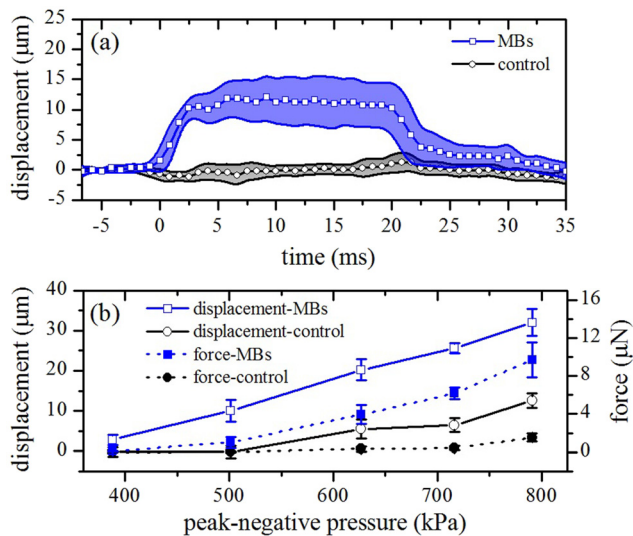 (a)
MBs
control
displacement (μm)
25
20
15
10
5
0
-5
-5 0 5 10 15 20 25 30 35
time (ms)
(b)
displacement-MBs
displacement-control
force-MBs
force-control
displacement (μm)
40
30
20
10
0
force (μN)
16
12
8
4
0
400 500 600 700 800
peak-negative pressure (kPa)